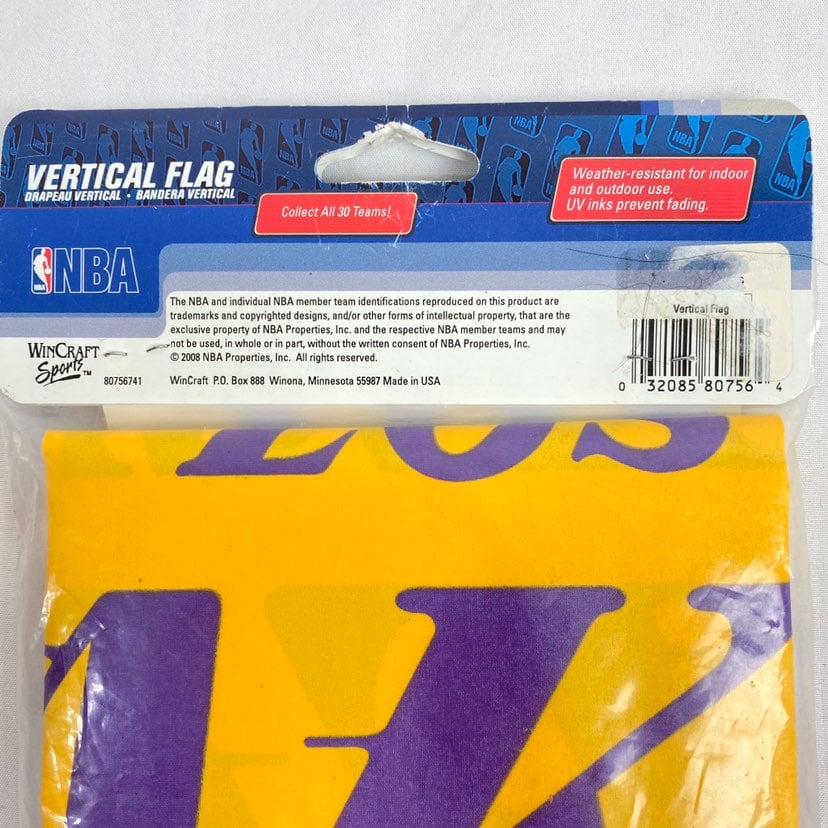 VERTICAL FLAG
DRAPEAU VERTICAL • BANDERA VERTICAL
Collect All 30 Teams!
Weather-resistant for indoor
and outdoor use.
UV inks prevent fading.
NBA
The NBA and individual NBA member team identifications reproduced on this product are
trademarks and copyrighted designs, and/or other forms of intellectual property, that are the
exclusive property of NBA Properties, Inc. and the respective NBA member teams and may
not be used, in whole or in part, without the written consent of NBA Properties, Inc.
© 2008 NBA Properties, Inc. All rights reserved.
WinCraft P.O. Box 888 Winona, Minnesota 55987 Made in USA
WINCRAFT
Sports™
80756741
Vertical Flag
0 32085 80756 4
LOS
AK